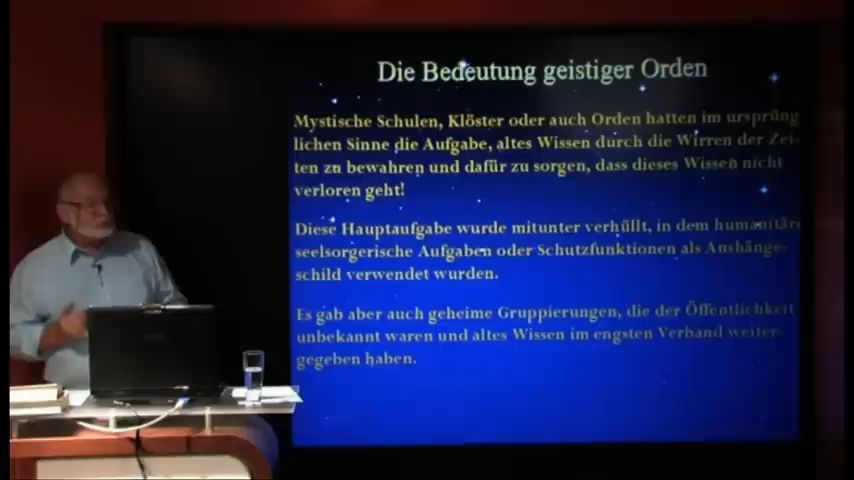 Die Bedeutung geistiger Orden
Mystische Schulen, Klöster oder auch Orden hatten im ursprüng
lichen Sinne die Aufgabe, altes Wissen durch die Wirren der Zei-
ten zu bewahren und dafür zu sorgen, dass dieses Wissen nicht
verloren geht!
Diese Hauptaufgabe wurde mitunter verhüllt, in dem humanitär
seelsorgerische Aufgaben oder Schutzfunktionen als Aushänge-
schild verwendet wurden.
Es gab aber auch geheime Gruppierungen, die der Öffentlichkeit
unbekannt waren und altes Wissen im engsten Verband weiter-
gegeben haben.